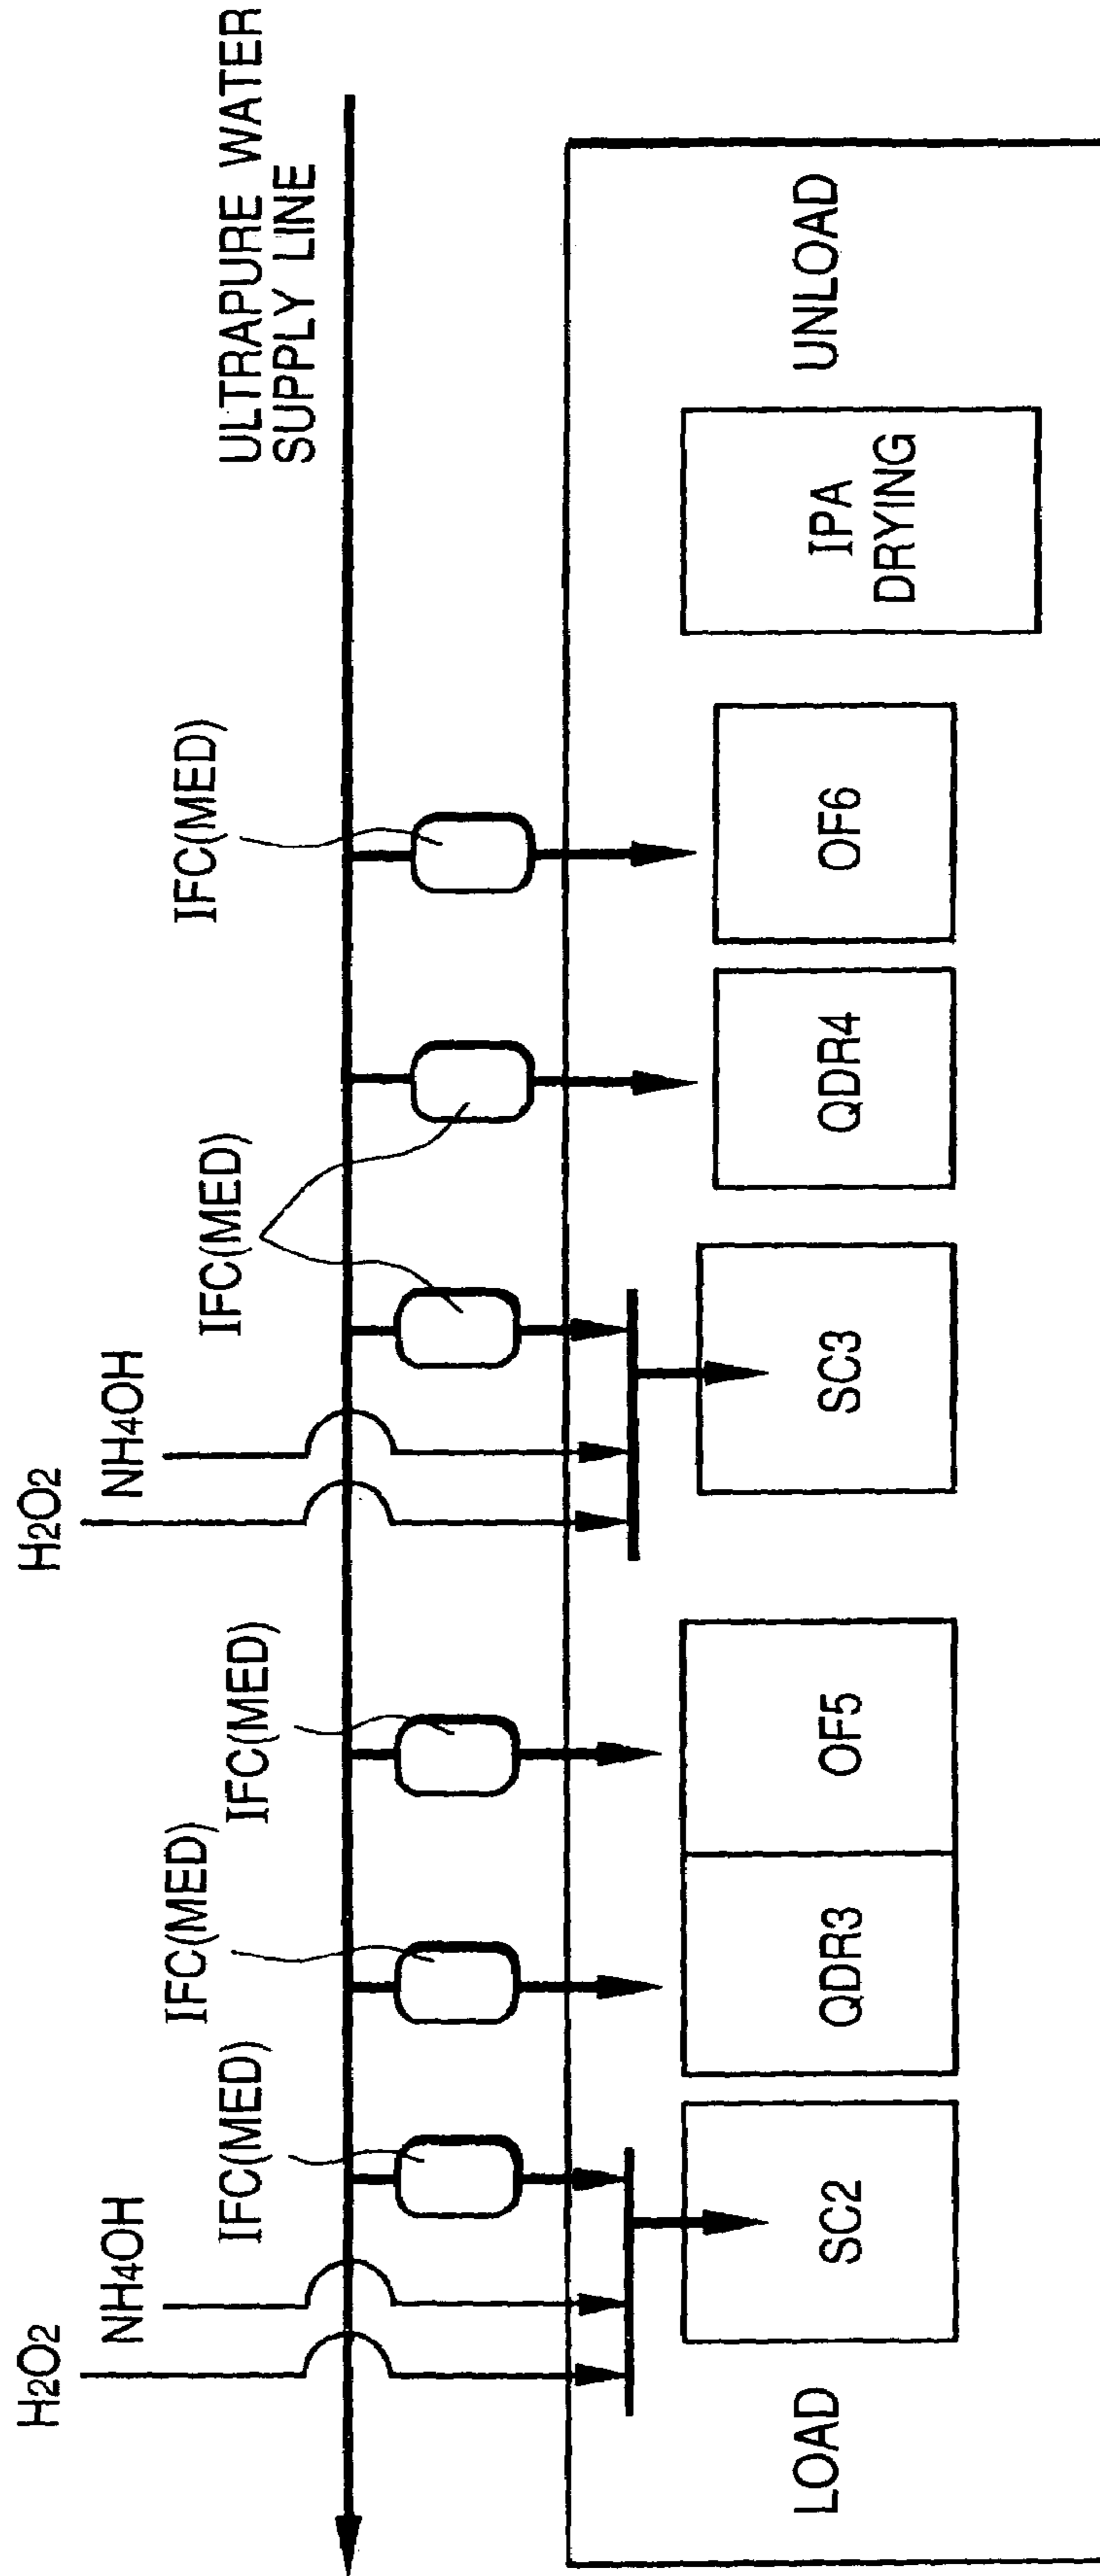 H2O2
NH4OH
IFC(MED)
IFC(MED)
IFC(MED)
H2O2
NH4OH
IFC(MED)
IFC(MED)
ULTRAPURE WATER
SUPPLY LINE
LOAD
SC2
QDR3
OF5
SC3
QDR4
OF6
IPA
DRYING
UNLOAD